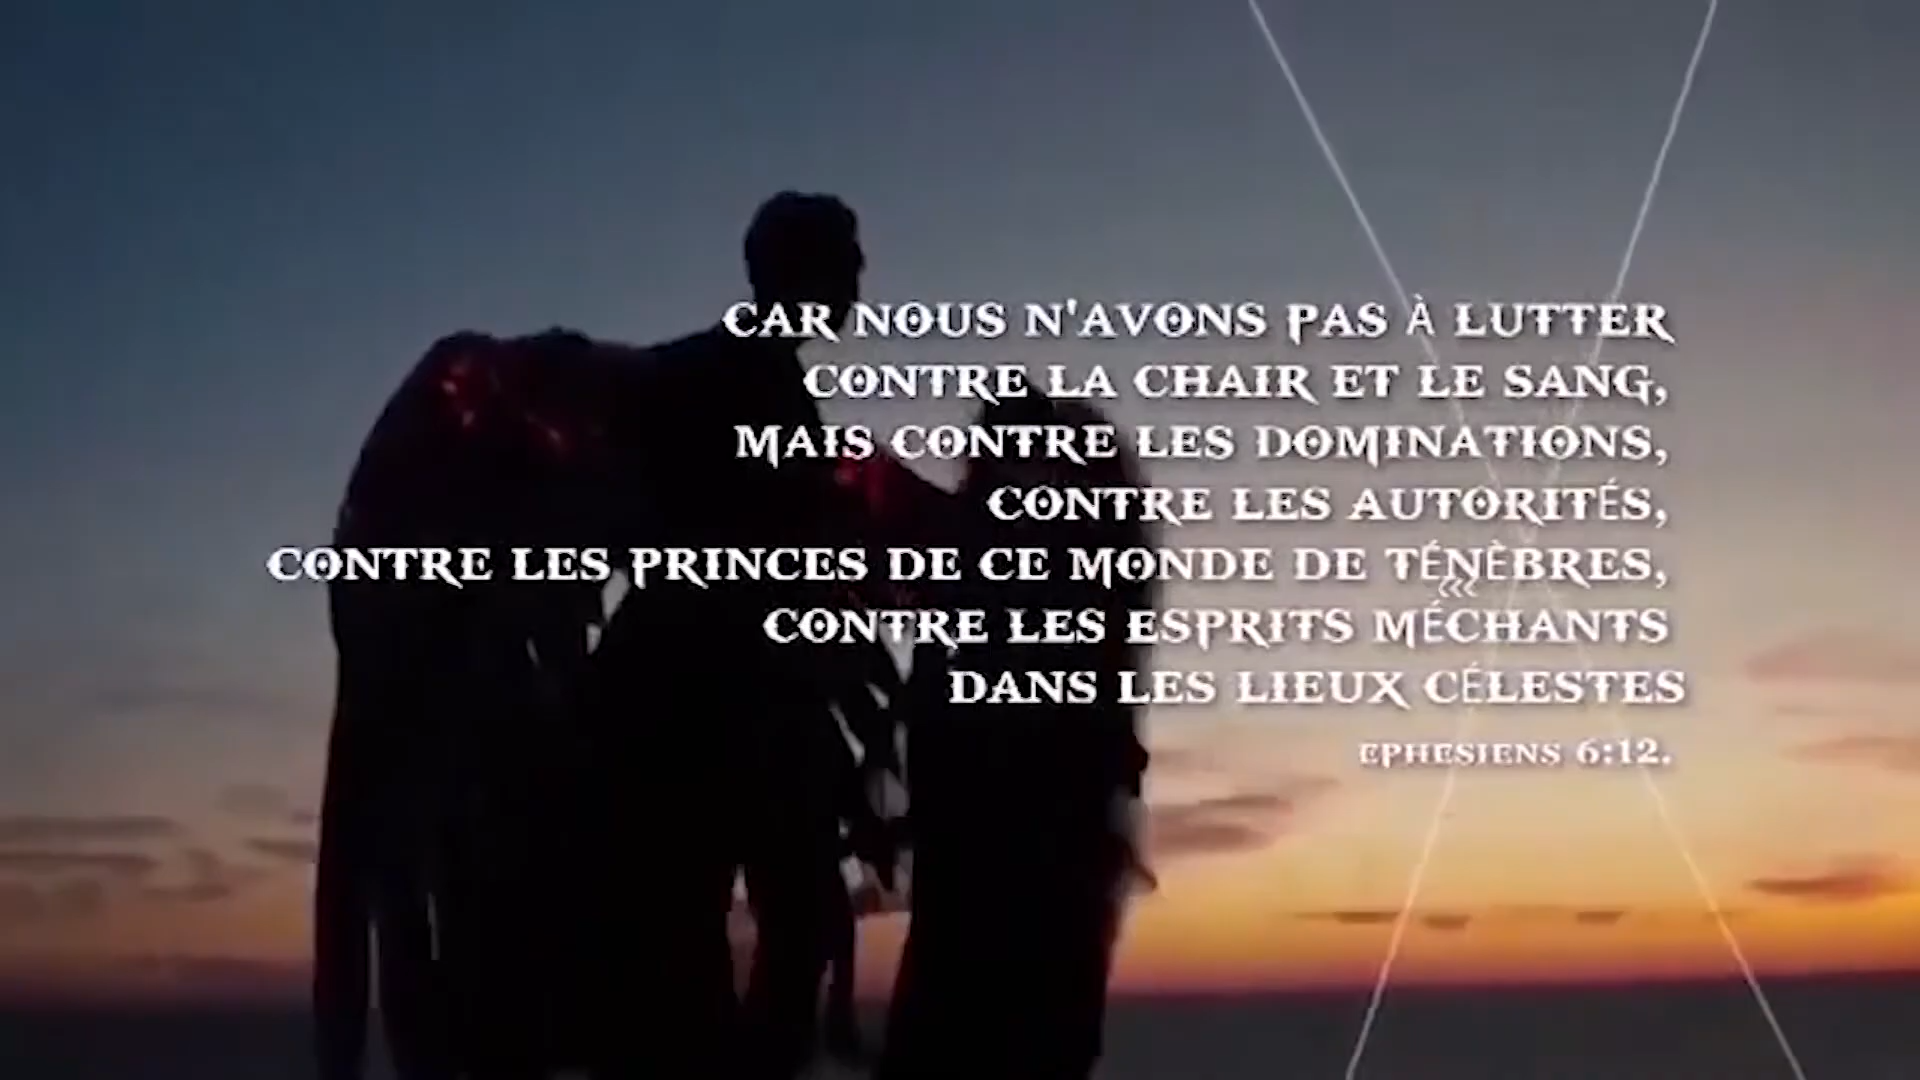 CAR NOUS N'AVONS PAS À LUTTER
CONTRE LA CHAIR ET LE SANG,
MAIS CONTRE LES DOMINATIONS,
CONTRE LES AUTORITÉS,
CONTRE LES PRINCES DE CE MONDE DE TÉNÈBRES,
CONTRE LES ESPRITS MÉCHANTS
DANS LES LIEUX CÉLESTES
EPHESIENS 6:12.